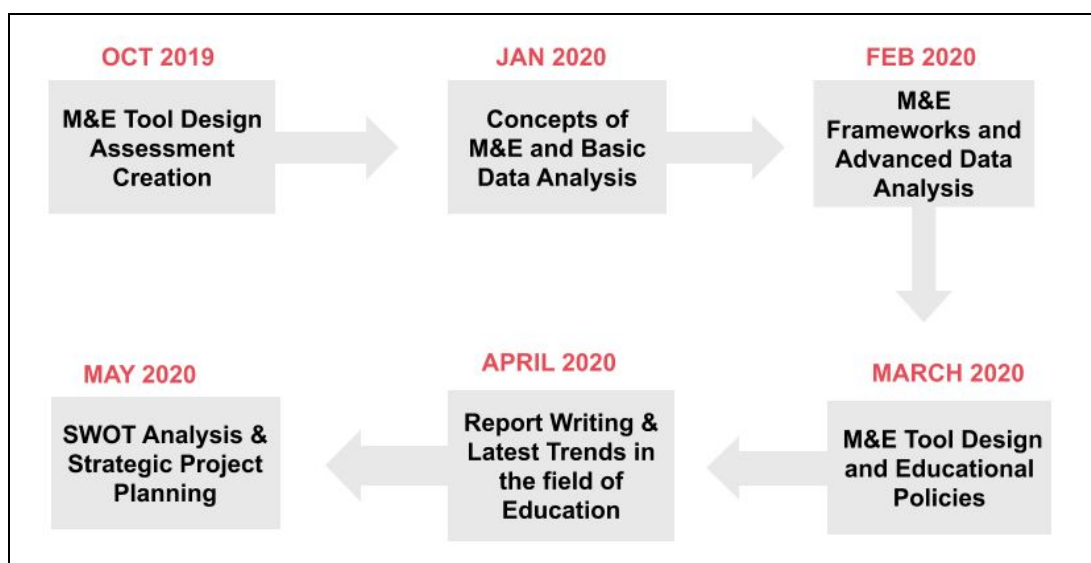 OCT 2019
M&E Tool Design
Assessment
Creation
JAN 2020
Concepts of
M&E and Basic
Data Analysis
FEB 2020
M&E
Frameworks and
Advanced Data
Analysis
MARCH 2020
M&E Tool Design
and Educational
Policies
APRIL 2020
Report Writing &
Latest Trends in
the field of
Education
MAY 2020
SWOT Analysis &
Strategic Project
Planning